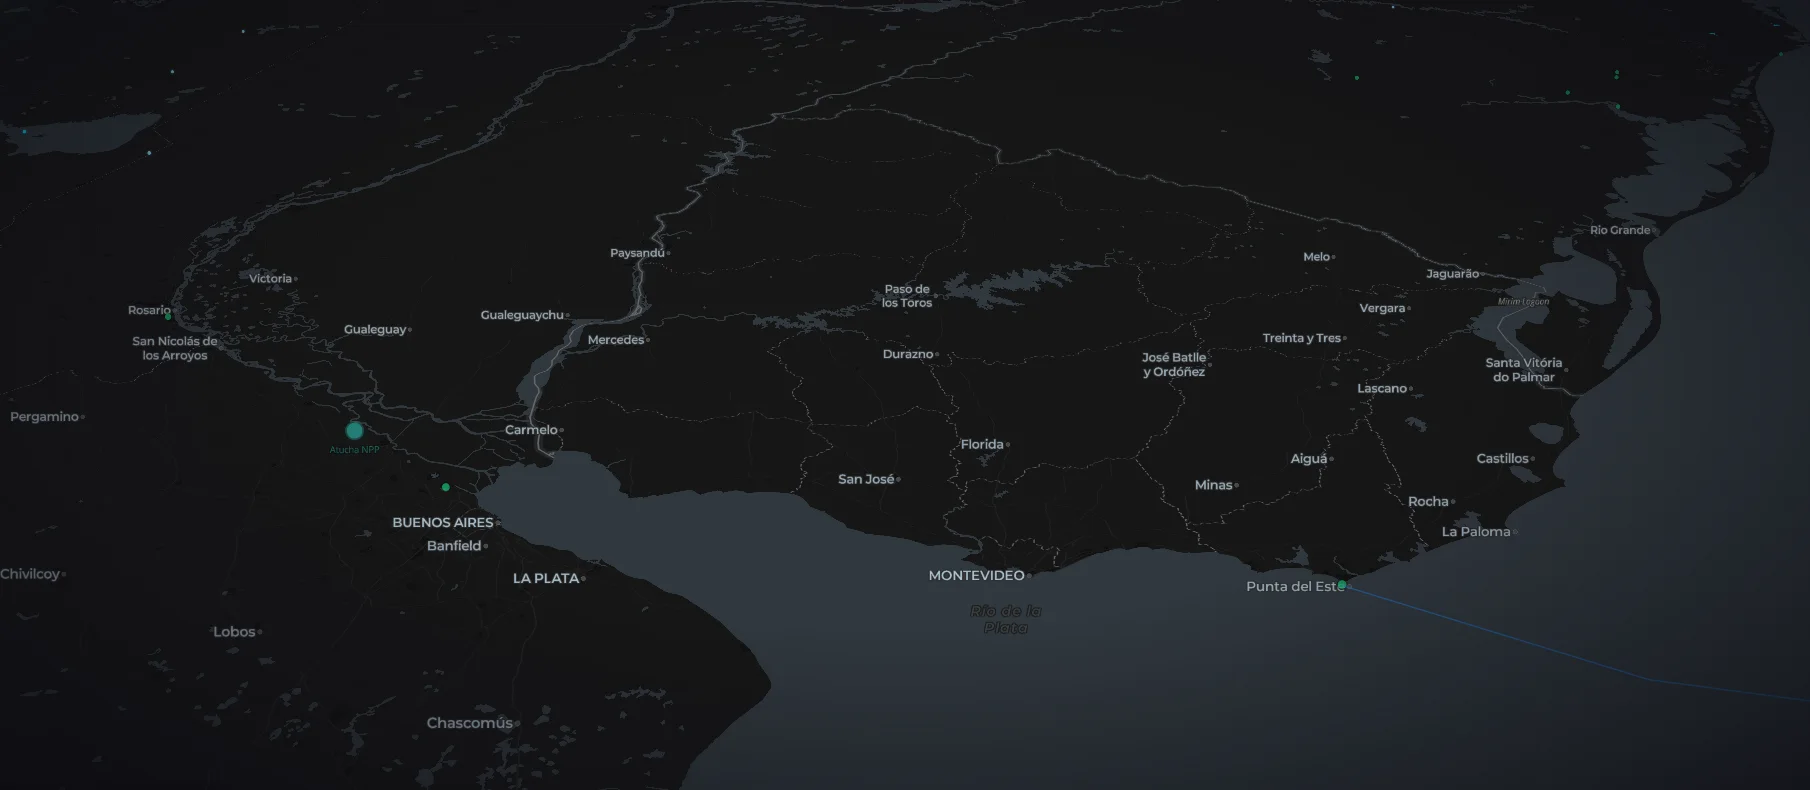 Rio Grande
Paysandú
Melo
Jaguarão
Victoria
Paso de
los Toros
Mirim Lagoon
Rosario
Gualeguaychu
Vergara
Gualeguay
San Nicolás de
los Arroyos
Mercedes
Treinta y Tres
Durazno
José Batlle
y Ordóñez
Santa Vitória
do Palmar
Lascano
Pergamino
Carmelo
Atucha NPP
Florida
Aiguá
Castillos
San José
Minas
Rocha
BUENOS AIRES
La Paloma
Banfield
Chivilcoy
LA PLATA
MONTEVIDEO
Punta del Este
Río de la
Plata
Lobos
Chascomús